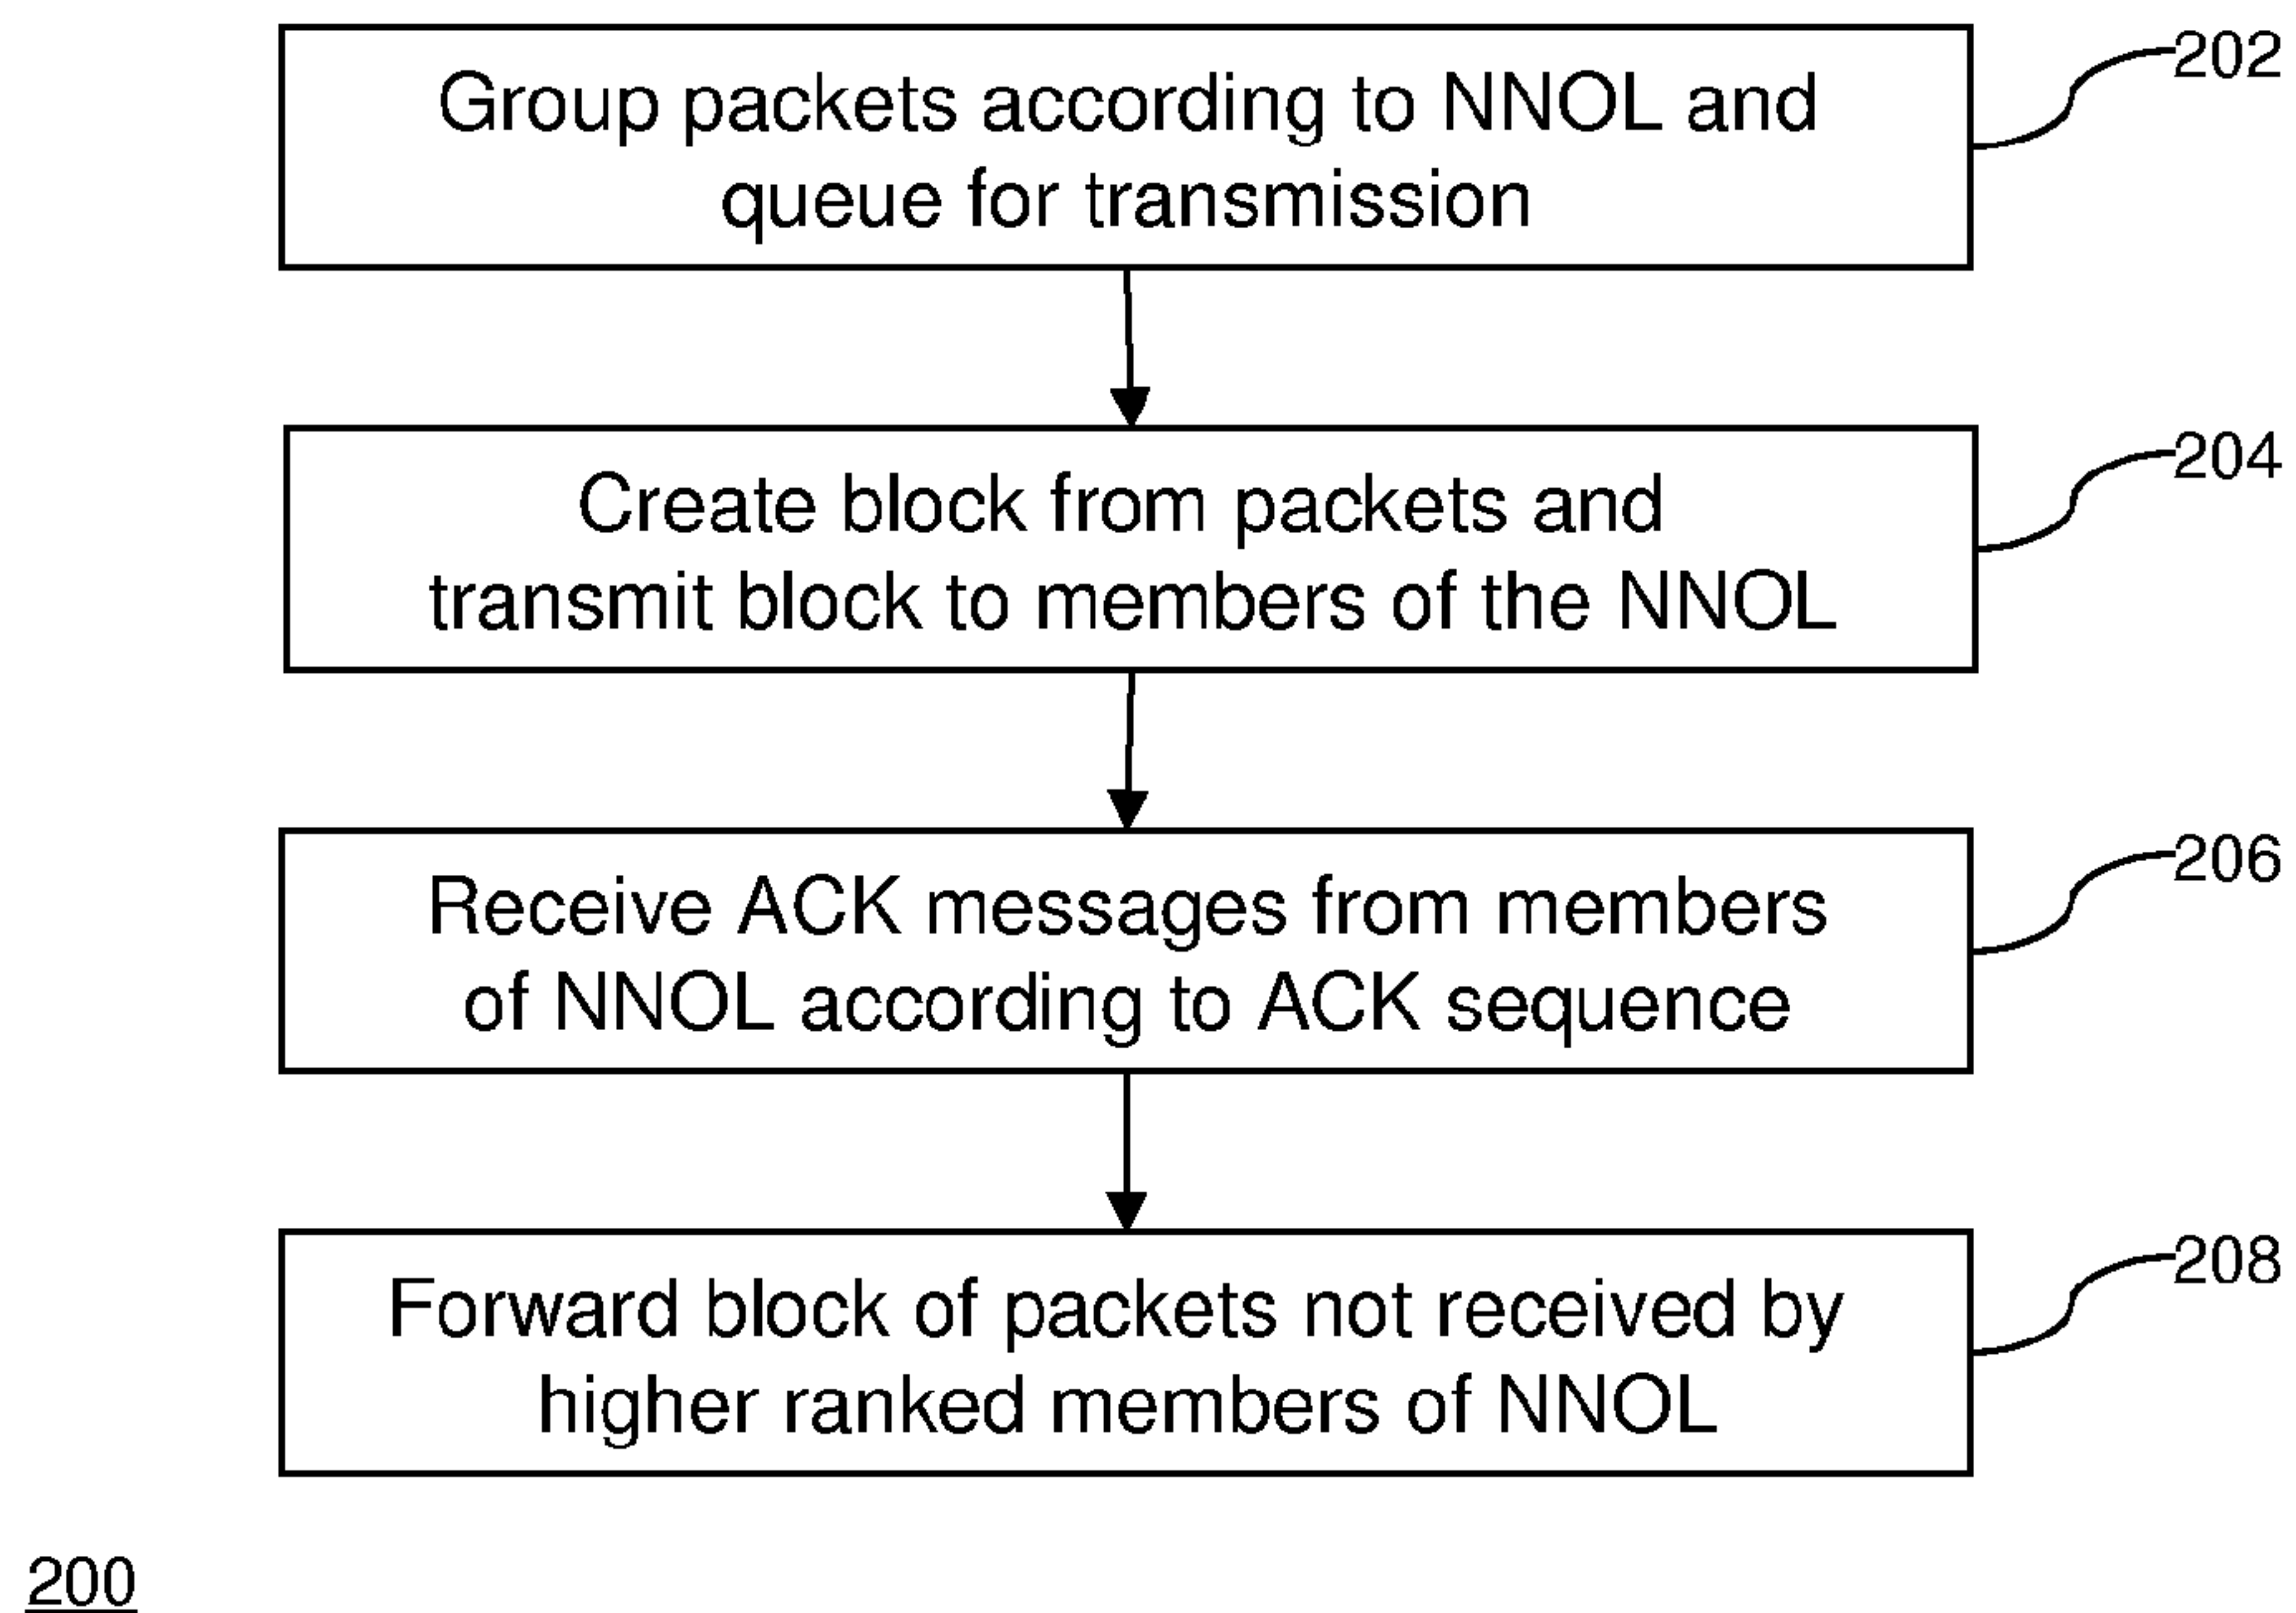 Group packets according to NNOL and
queue for transmission
202
Create block from packets and
transmit block to members of the NNOL
204
Receive ACK messages from members
of NNOL according to ACK sequence
206
Forward block of packets not received by
higher ranked members of NNOL
208
200